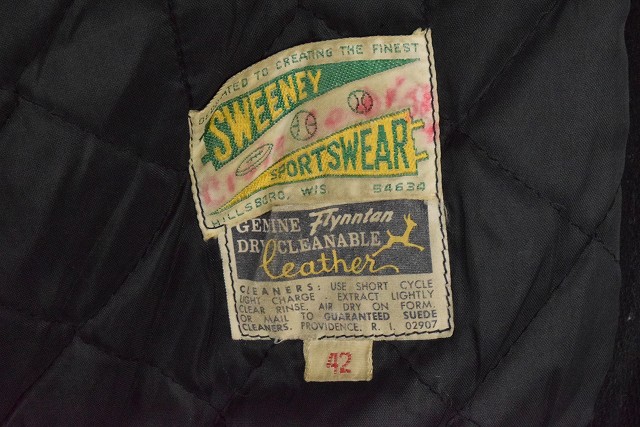 DEDICATED TO CREATING THE FINEST
SWEENEY
SPORTSWEAR
HILLSBORO, WIS 54634
GENUINE Flynntan
DRY CLEANABLE
leather
CLEANERS: USE SHORT CYCLE
LIGHT CHARGE. EXTRACT LIGHTLY
CLEAR RINSE. AIR DRY ON FORM.
OR MAIL TO GUARANTEED SUEDE
CLEANERS. PROVIDENCE, R. I. 02907
42